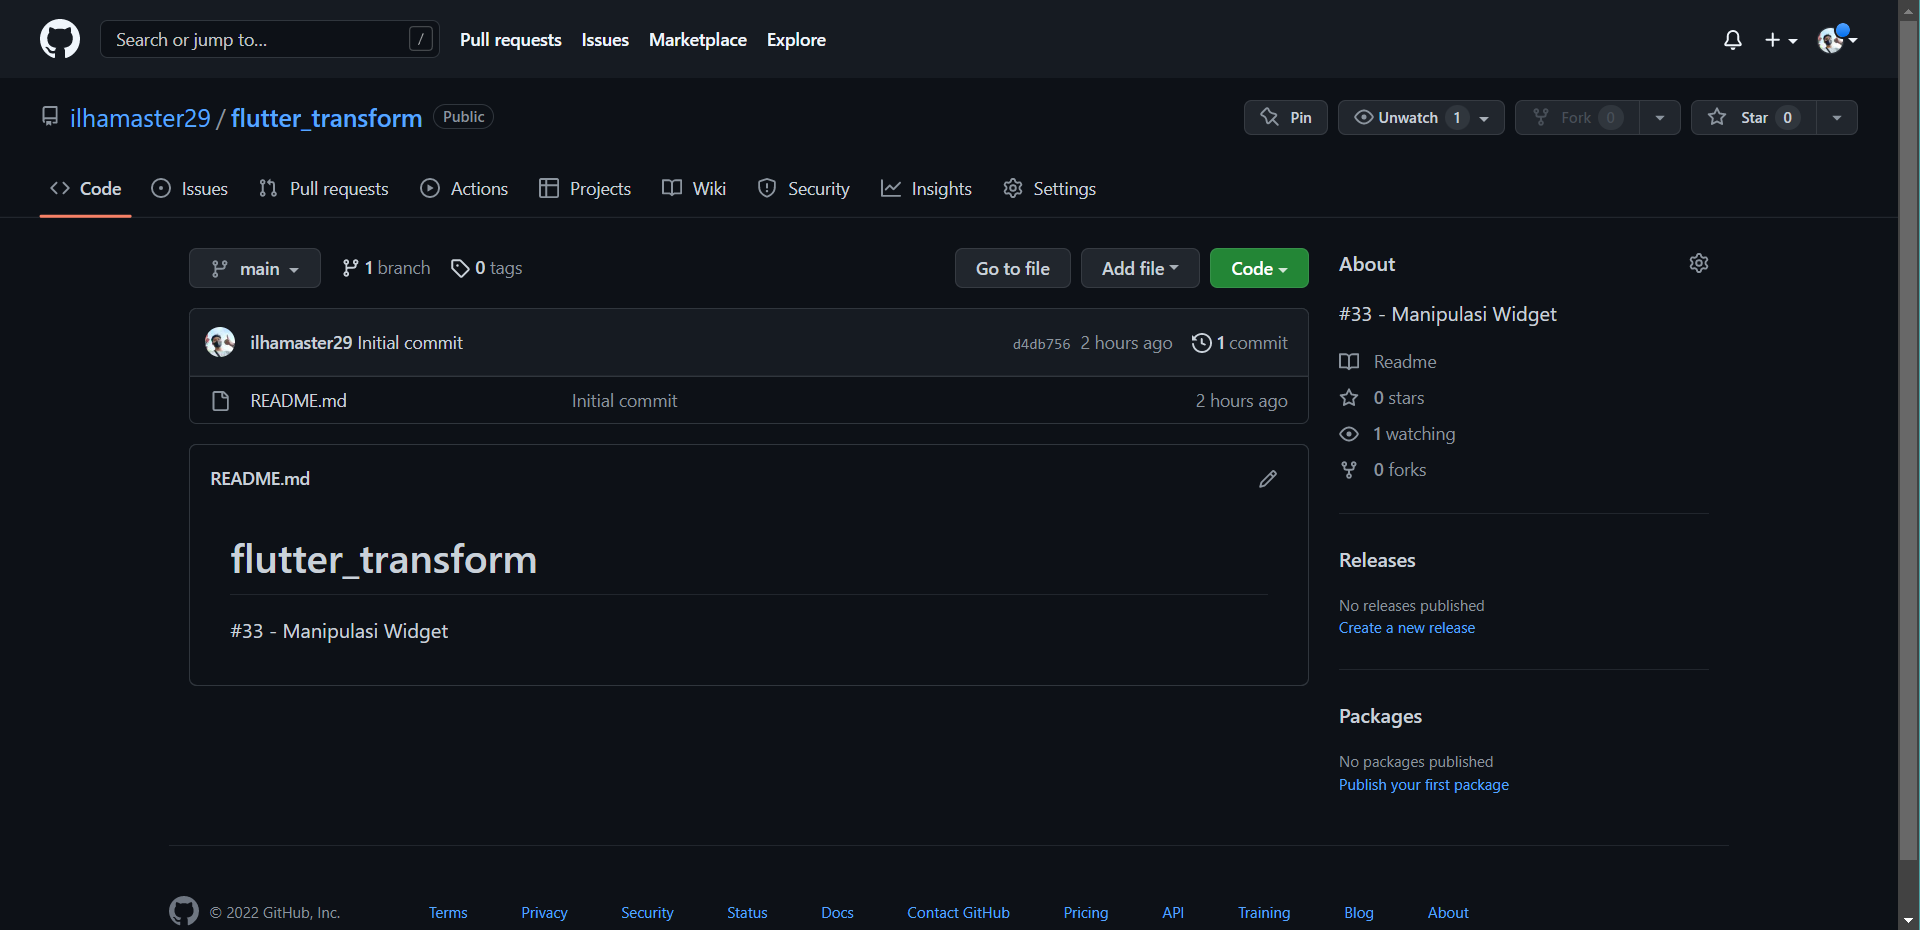 Search or jump to... /
Pull requests Issues Marketplace Explore
ilhamaster29 / flutter_transform Public
Pin Unwatch 1 Fork 0 Star 0
Code Issues Pull requests Actions Projects Wiki Security Insights Settings
main 1 branch 0 tags
Go to file Add file Code
ilhamaster29 Initial commit d4db756 2 hours ago 1 commit
README.md Initial commit 2 hours ago
README.md
flutter_transform
#33 - Manipulasi Widget
About
#33 - Manipulasi Widget
Readme
0 stars
1 watching
0 forks
Releases
No releases published
Create a new release
Packages
No packages published
Publish your first package
© 2022 GitHub, Inc. Terms Privacy Security Status Docs Contact GitHub Pricing API Training Blog About